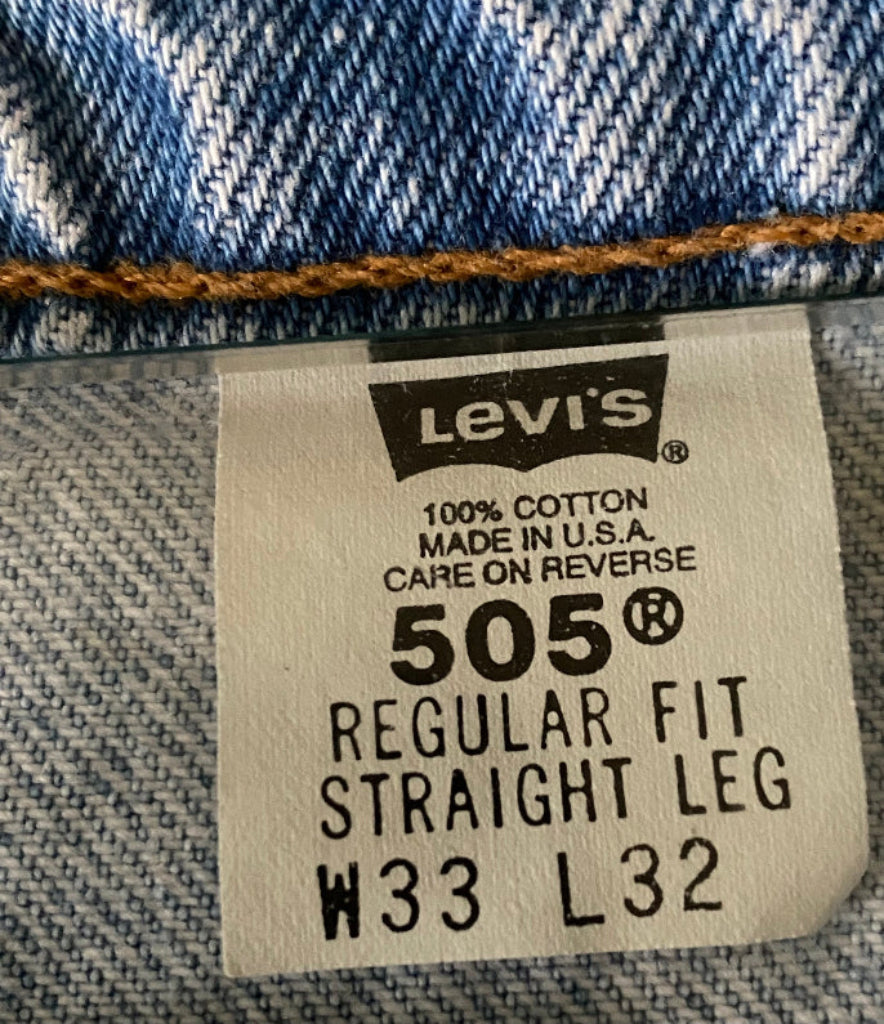 Levi's®
100% COTTON
MADE IN U.S.A.
CARE ON REVERSE
505®
REGULAR FIT
STRAIGHT LEG
W33 L32